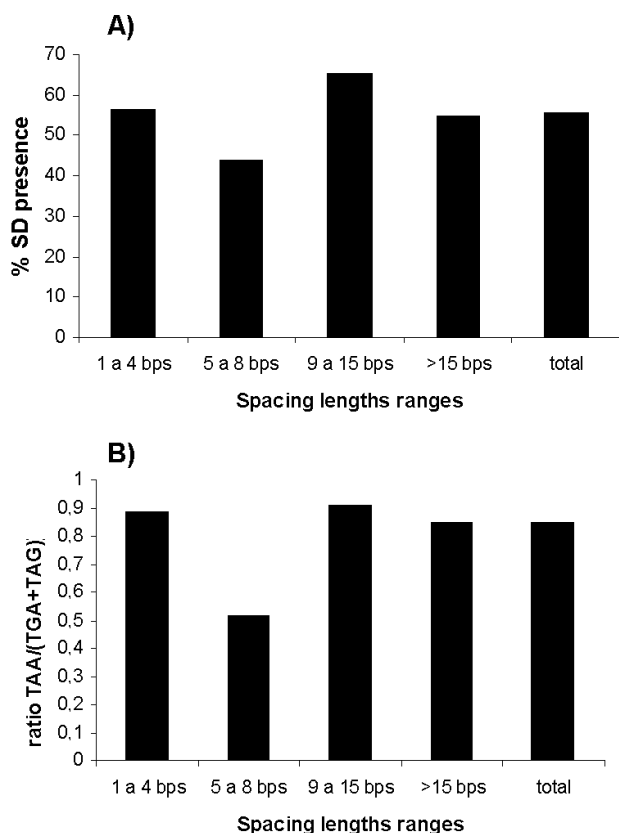 A)
% SD presence
70
60
50
40
30
20
10
0
1 a 4 bps 5 a 8 bps 9 a 15 bps >15 bps total
Spacing lengths ranges
B)
ratio TAA/(TGA+TAG)
1
0,9
0,8
0,7
0,6
0,5
0,4
0,3
0,2
0,1
0
1 a 4 bps 5 a 8 bps 9 a 15 bps >15 bps total
Spacing lengths ranges